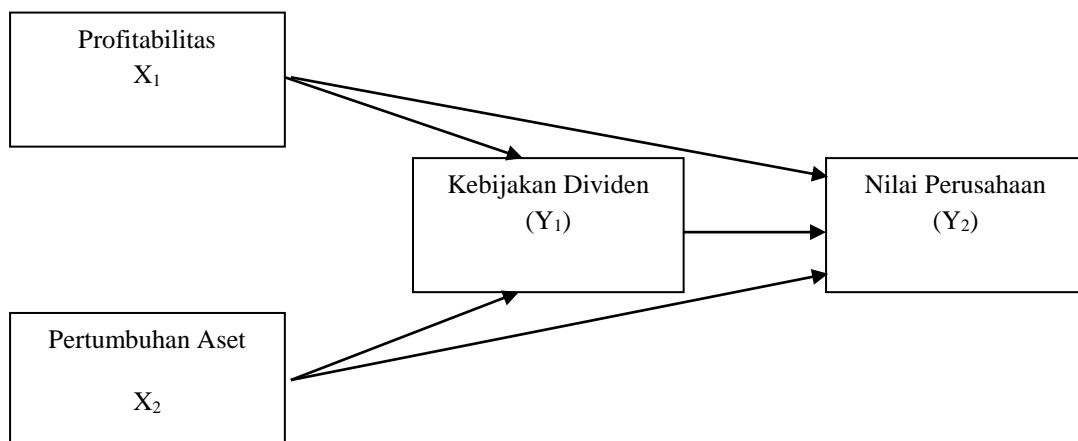 Profitabilitas
X₁
Kebijakan Dividen
(Y₁)
Nilai Perusahaan
(Y₂)
Pertumbuhan Aset
X₂